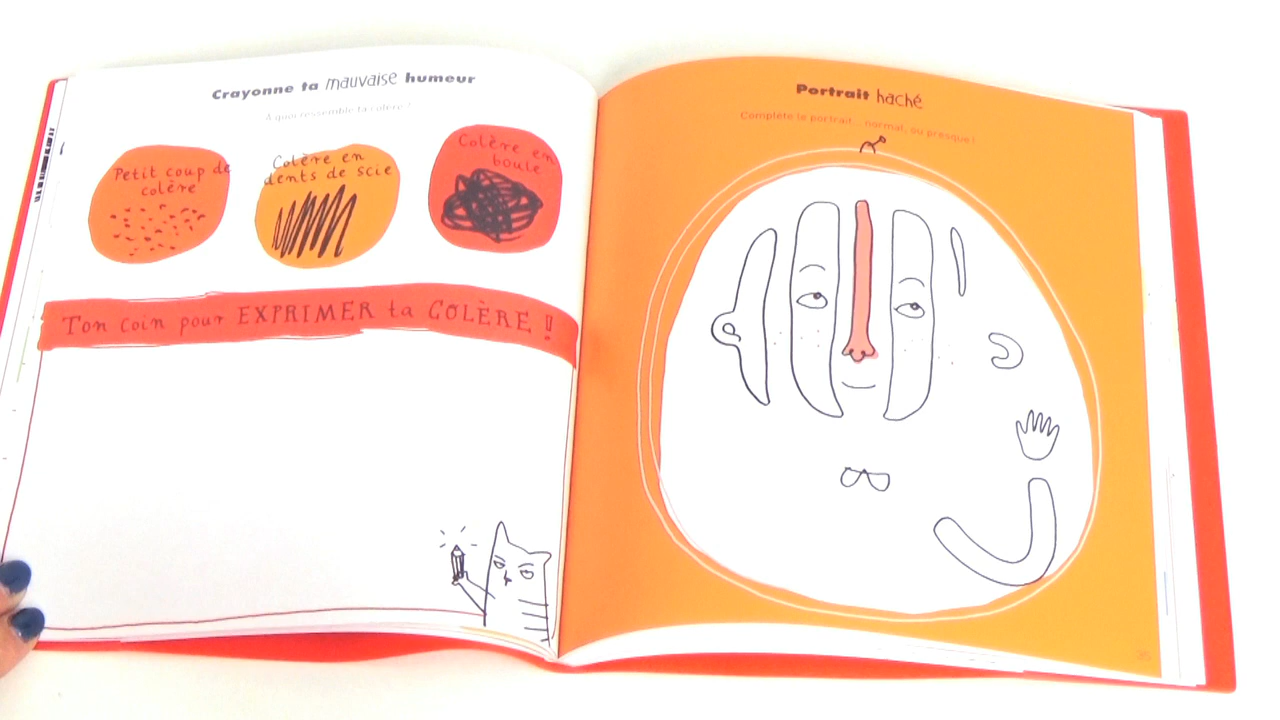 Crayonne ta mauvaise humeur
À quoi ressemble ta colère ?
Petit coup de
colère
Colère en
dents de scie
Colère en
boule
Ton coin pour EXPRIMER ta COLÈRE !
Portrait haché
Complète le portrait... normal, ou presque !